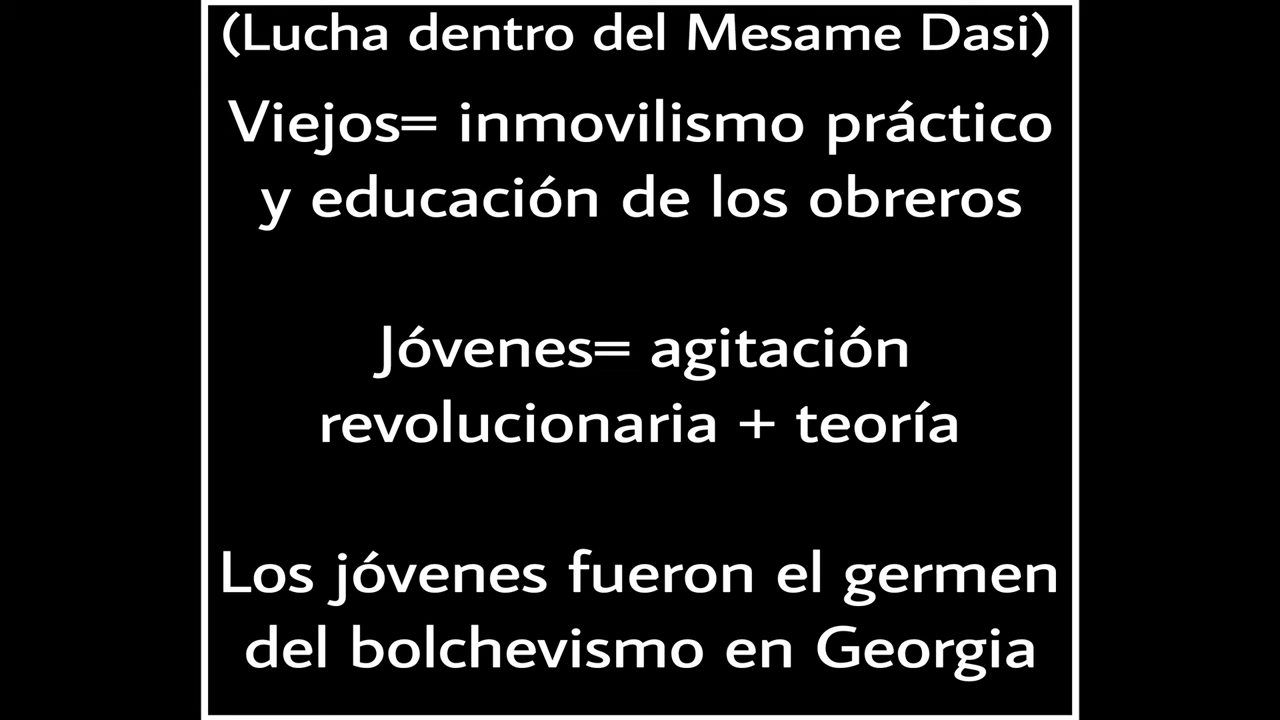 (Lucha dentro del Mesame Dasi)
Viejos= inmovilismo práctico
y educación de los obreros
Jóvenes= agitación
revolucionaria + teoría
Los jóvenes fueron el germen
del bolchevismo en Georgia